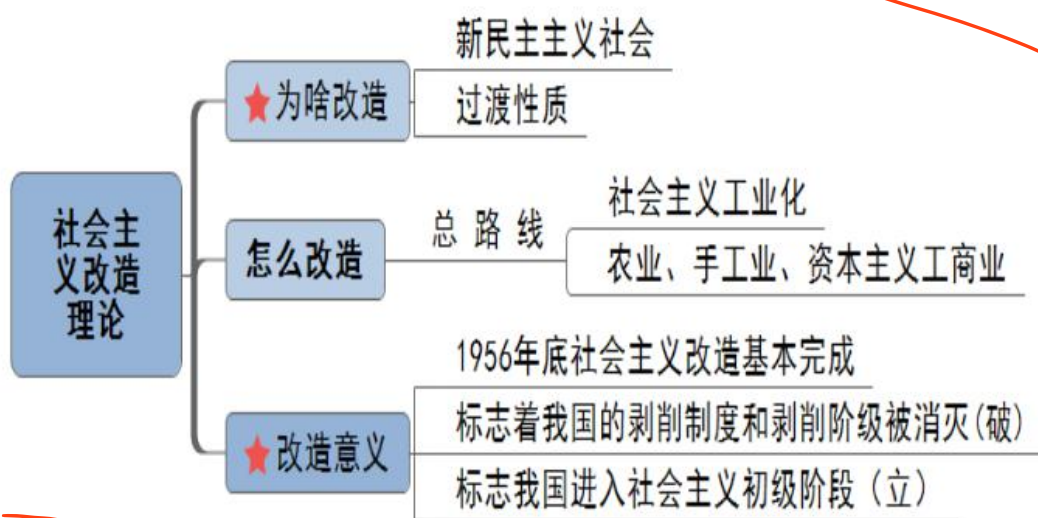 社会主
义改造
理论
为啥改造
新民主主义社会
过渡性质
怎么改造
总 路 线
社会主义工业化
农业、手工业、资本主义工商业
改造意义
1956年底社会主义改造基本完成
标志着我国的剥削制度和剥削阶级被消灭(破)
标志我国进入社会主义初级阶段（立）